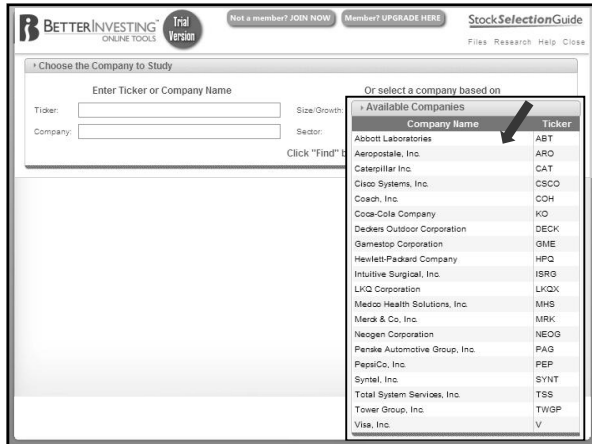 BETTERINVESTING™
ONLINE TOOLS
Trial
Version
Not a member? JOIN NOW
Member? UPGRADE HERE
StockSelectionGuide
Files Research Help Close
Choose the Company to Study
Enter Ticker or Company Name
Or select a company based on
Ticker:
Size/Growth:
Company:
Sector:
Click "Find" b
Available Companies
Company Name Ticker
Abbott Laboratories ABT
Aeropostale, Inc. ARO
Caterpillar Inc. CAT
Cisco Systems, Inc. CSCO
Coach, Inc. COH
Coca-Cola Company KO
Deckers Outdoor Corporation DECK
Gamestop Corporation GME
Hewlett-Packard Company HPQ
Intuitive Surgical, Inc. ISRG
LKQ Corporation LKQX
Medco Health Solutions, Inc. MHS
Merck & Co, Inc. MRK
Neogen Corporation NEOG
Penske Automotive Group, Inc. PAG
PepsiCo, Inc. PEP
Syntel, Inc. SYNT
Total System Services, Inc. TSS
Tower Group, Inc. TWGP
Visa, Inc. V